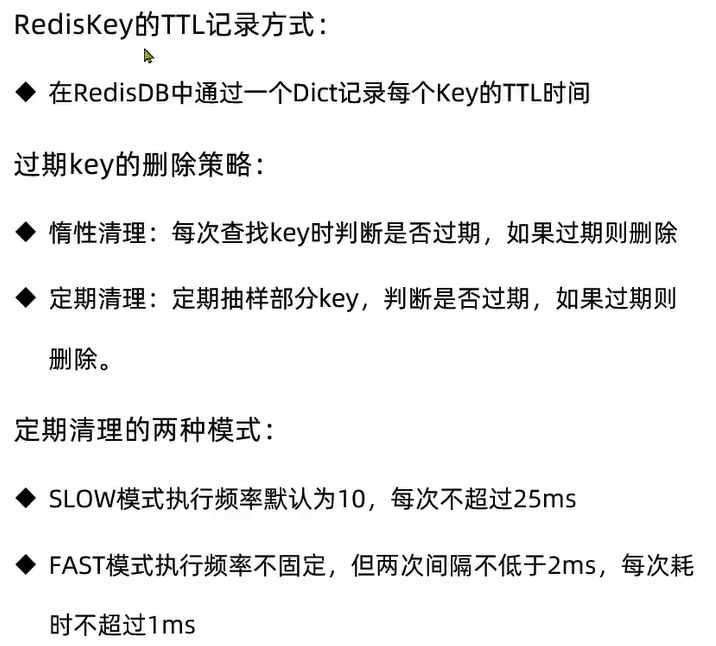 RedisKey的TTL记录方式：
◆ 在RedisDB中通过一个Dict记录每个Key的TTL时间
过期key的删除策略：
◆ 惰性清理：每次查找key时判断是否过期，如果过期则删除
◆ 定期清理：定期抽样部分key，判断是否过期，如果过期则
删除。
定期清理的两种模式：
◆ SLOW模式执行频率默认为10，每次不超过25ms
◆ FAST模式执行频率不固定，但两次间隔不低于2ms，每次耗
时不超过1ms